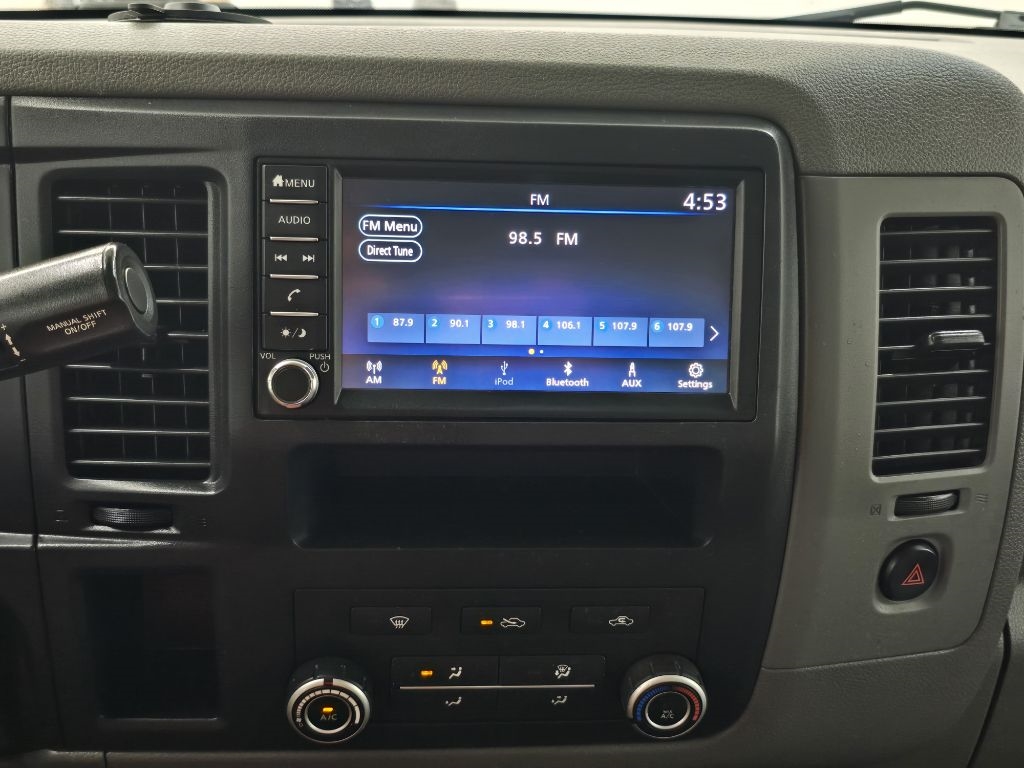 MENU
AUDIO
VOL
PUSH
FM
4:53
FM Menu
Direct Tune
98.5 FM
1 87.9
2 90.1
3 98.1
4 106.1
5 107.9
6 107.9
AM
FM
iPod
Bluetooth
AUX
Settings
MANUAL SHIFT
ON/OFF
A/C
MAX
A/C